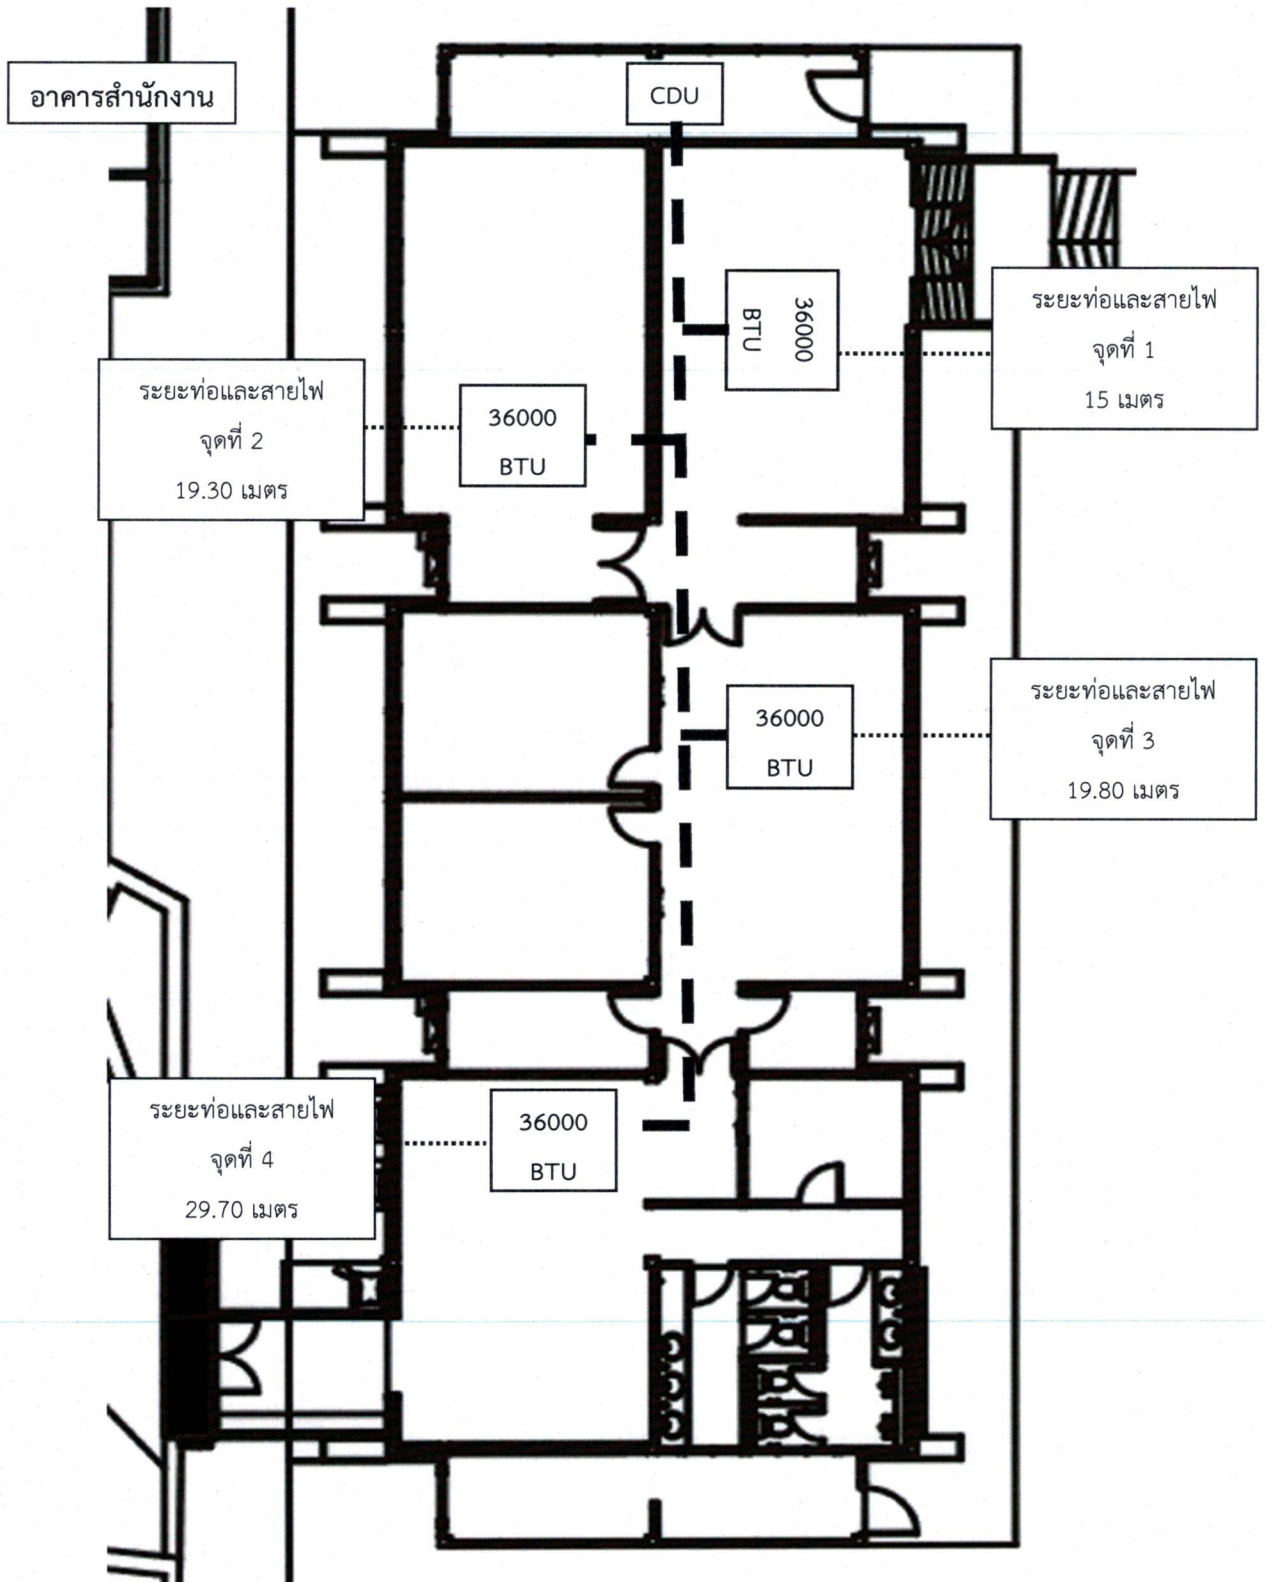 อาคารสำนักงาน
CDU
36000
BTU
ระยะท่อและสายไฟ
จุดที่ 1
15 เมตร
ระยะท่อและสายไฟ
จุดที่ 2
19.30 เมตร
36000
BTU
36000
BTU
ระยะท่อและสายไฟ
จุดที่ 3
19.80 เมตร
ระยะท่อและสายไฟ
จุดที่ 4
29.70 เมตร
36000
BTU